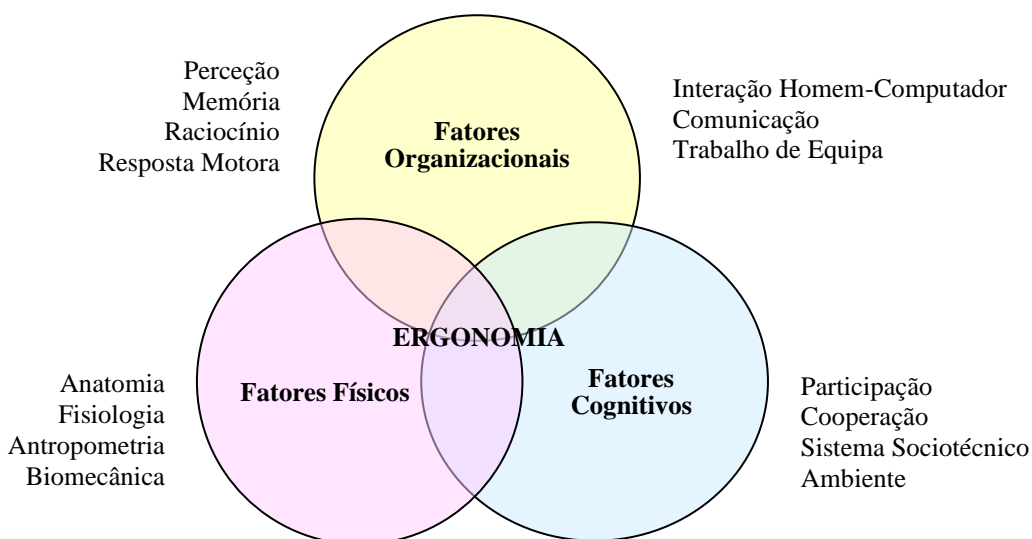 Perceção
Memória
Raciocínio
Resposta Motora
Fatores
Organizacionais
Interação Homem-Computador
Comunicação
Trabalho de Equipa
ERGONOMIA
Anatomia
Fisiologia
Antropometria
Biomecânica
Fatores Físicos
Fatores
Cognitivos
Participação
Cooperação
Sistema Sociotécnico
Ambiente